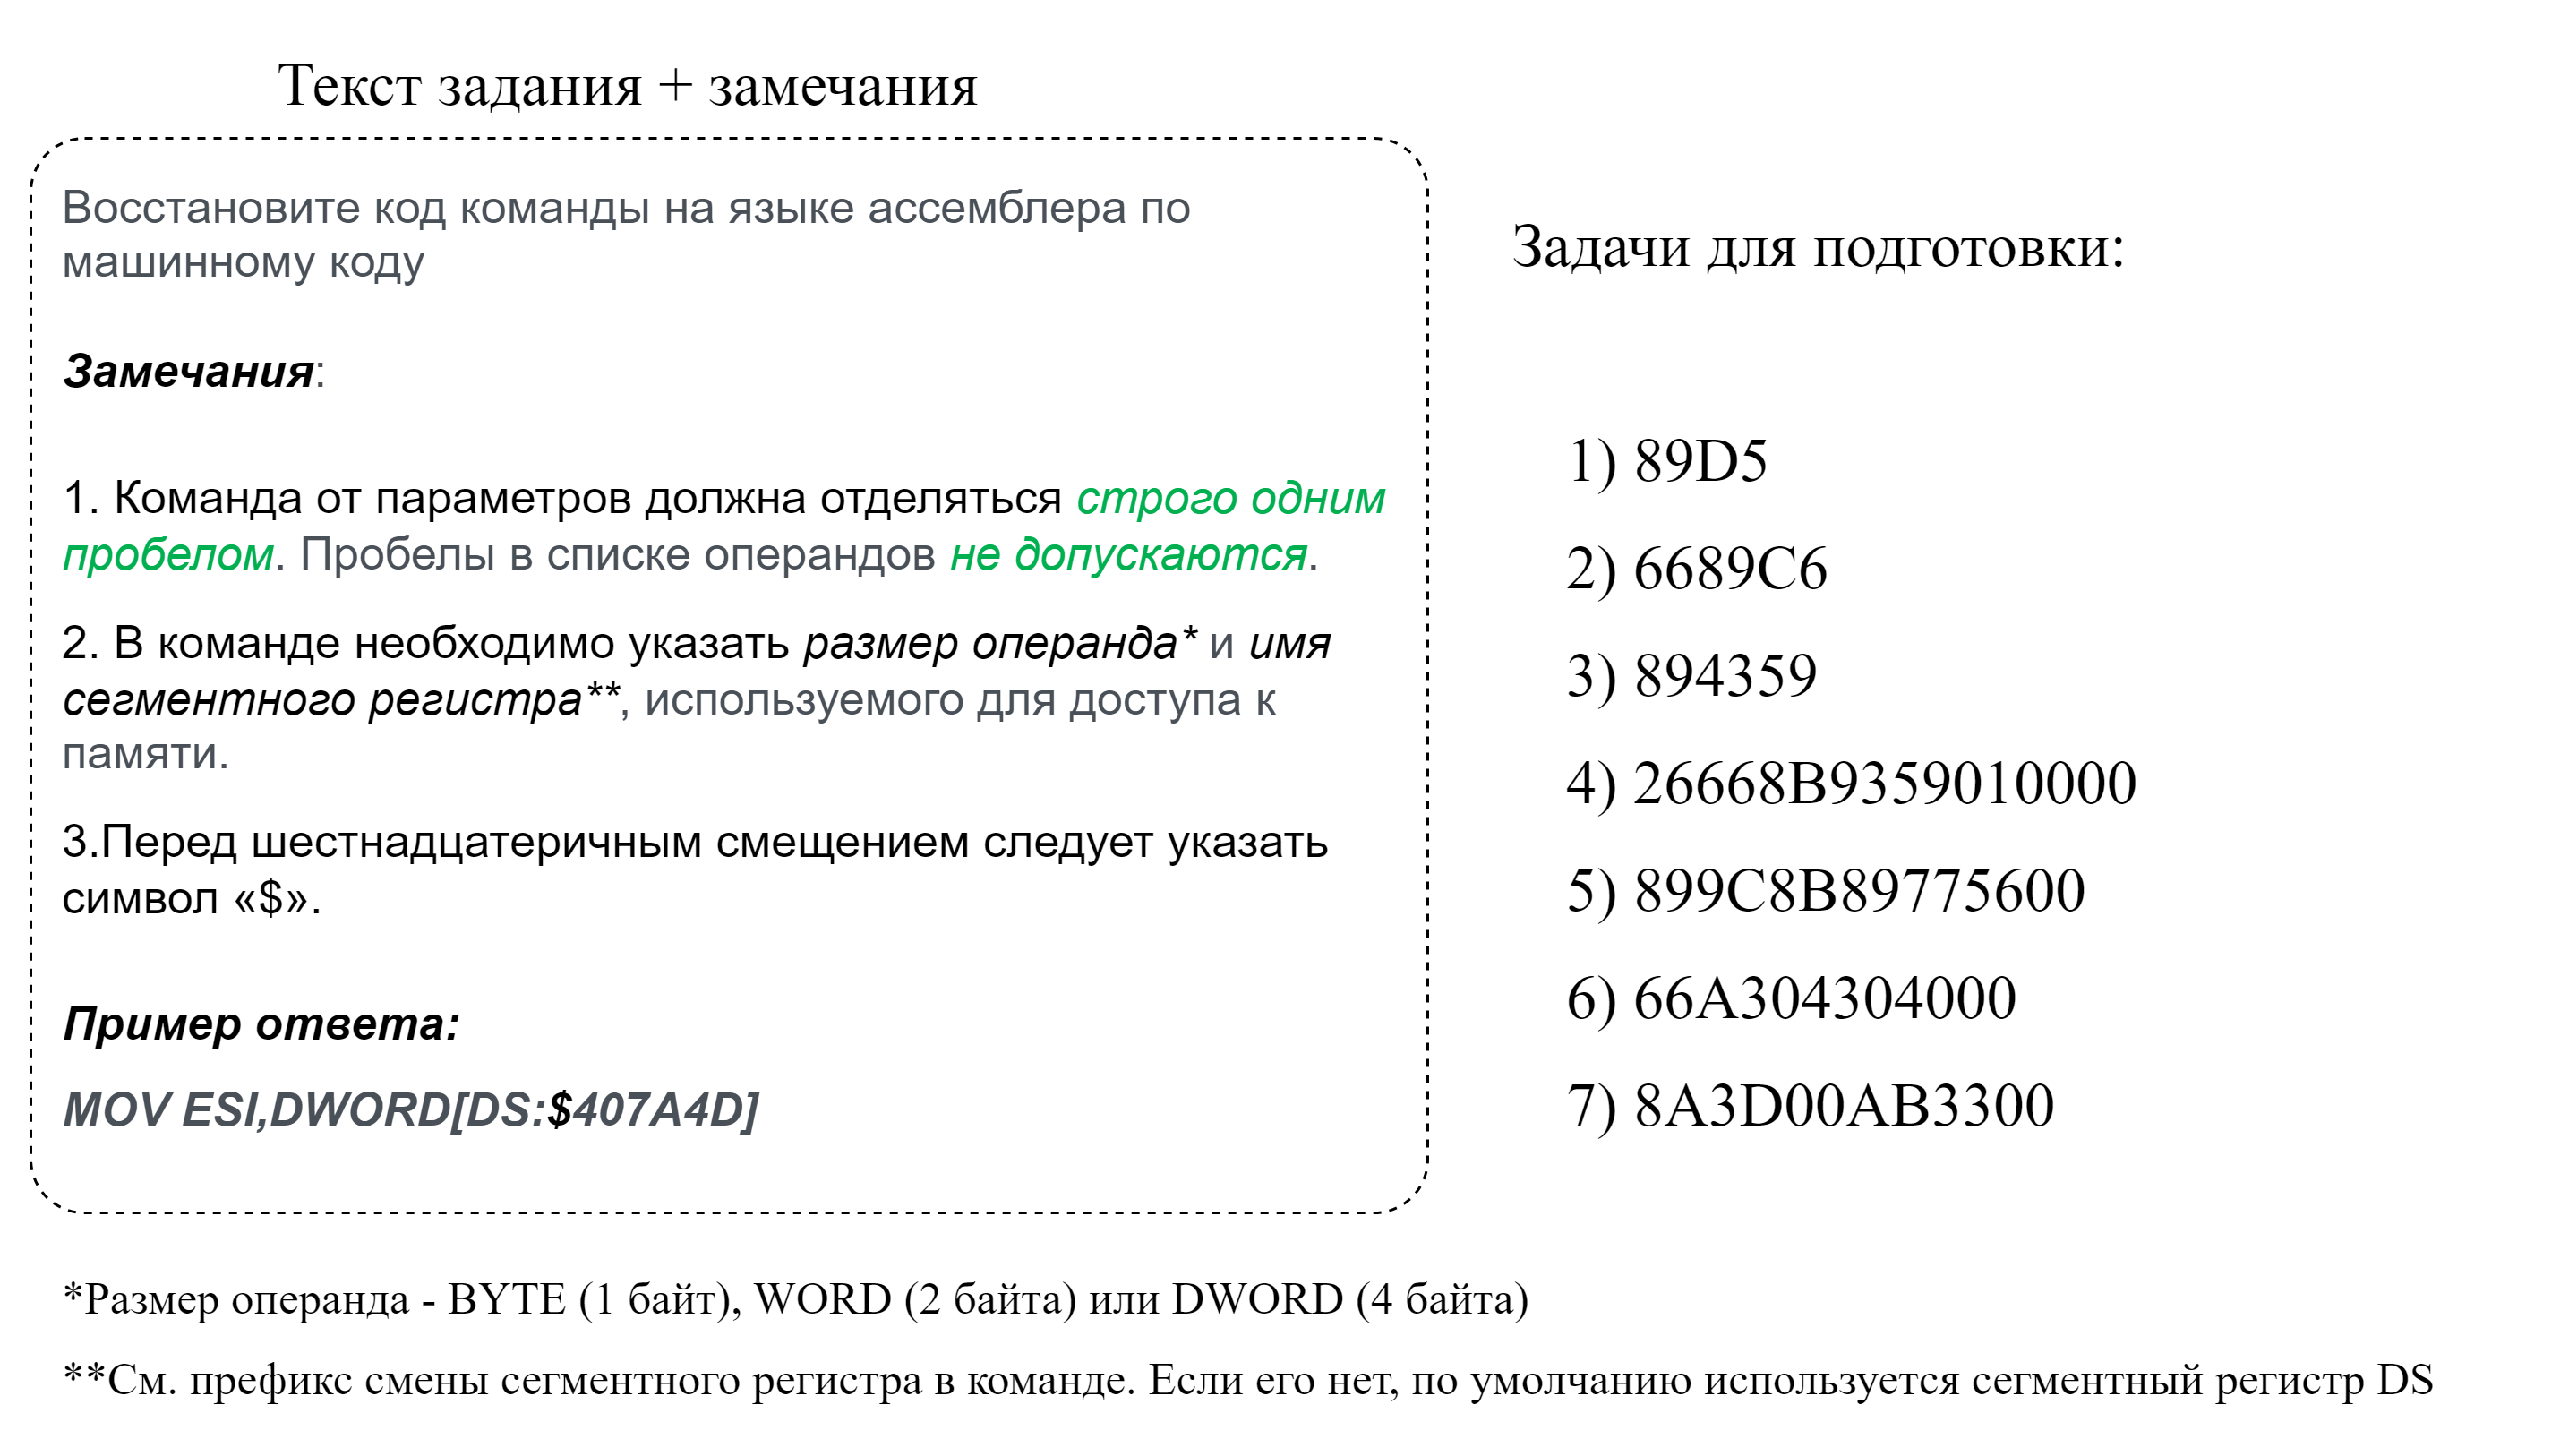 Текст задания + замечания
Восстановите код команды на языке ассемблера по
машинному коду
Замечания:
1. Команда от параметров должна отделяться строго одним
пробелом. Пробелы в списке операндов не допускаются.
2. В команде необходимо указать размер операнда* и имя
сегментного регистра**, используемого для доступа к
памяти.
3.Перед шестнадцатеричным смещением следует указать
символ «$».
Пример ответа:
MOV ESI,DWORD[DS:$407A4D]
Задачи для подготовки:
1) 89D5
2) 6689C6
3) 894359
4) 26668B9359010000
5) 899C8B89775600
6) 66A304304000
7) 8A3D00AB3300
*Размер операнда - BYTE (1 байт), WORD (2 байта) или DWORD (4 байта)
**См. префикс смены сегментного регистра в команде. Если его нет, по умолчанию используется сегментный регистр DS